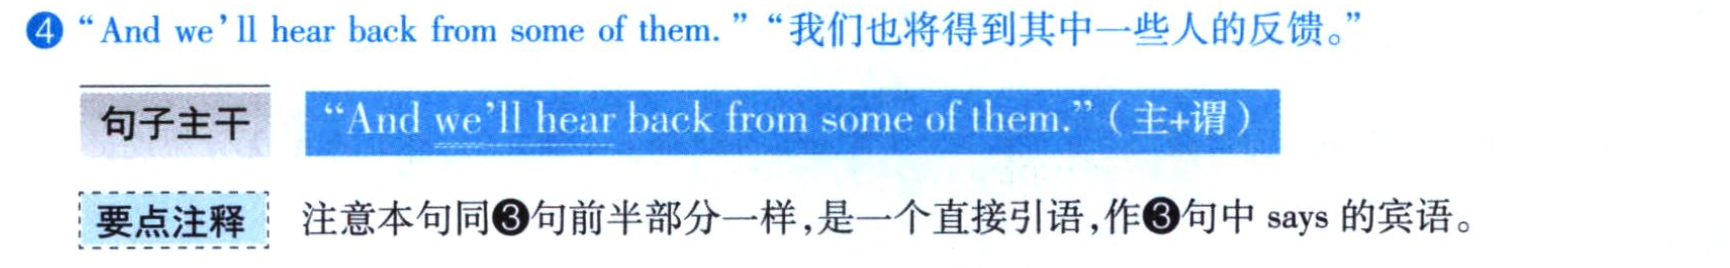 ❹“And we'll hear back from some of them.”“我们也将得到其中一些人的反馈。”
句子主干 “And we'll hear back from some of them.”(主+谓)
要点注释 注意本句同❸句前半部分一样,是一个直接引语,作❸句中 says 的宾语。